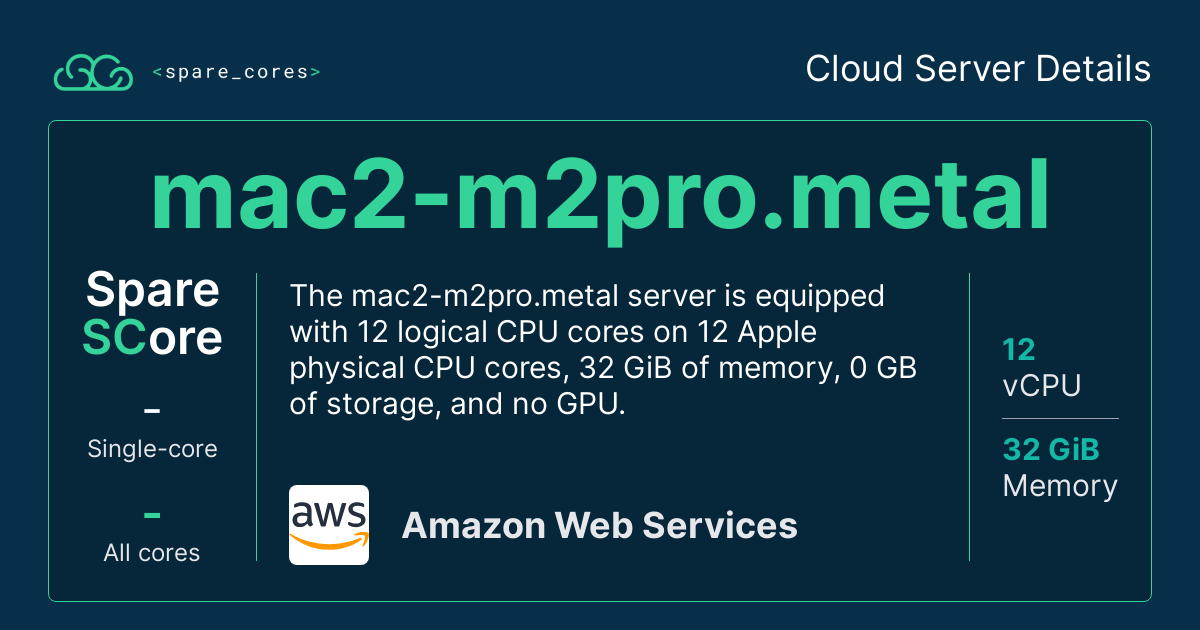 <spare_cores>
Cloud Server Details
mac2-m2pro.metal
Spare
SCore
–
Single-core
–
All cores
The mac2-m2pro.metal server is equipped
with 12 logical CPU cores on 12 Apple
physical CPU cores, 32 GiB of memory, 0 GB
of storage, and no GPU.
aws
Amazon Web Services
12
vCPU
32 GiB
Memory